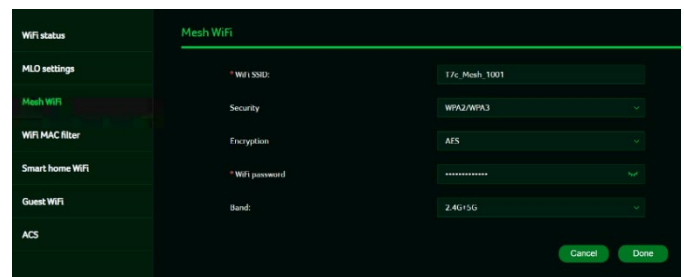 WiFi status
Mesh WiFi
MLO settings
* WiFi SSID: T7c_Mesh_1001
Mesh WiFi
Security WPA2/WPA3
WiFi MAC filter
Encryption AES
Smart home WiFi
* WiFi password •••••••••••••
Guest WiFi
Band: 2.4G+5G
ACS
Cancel Done